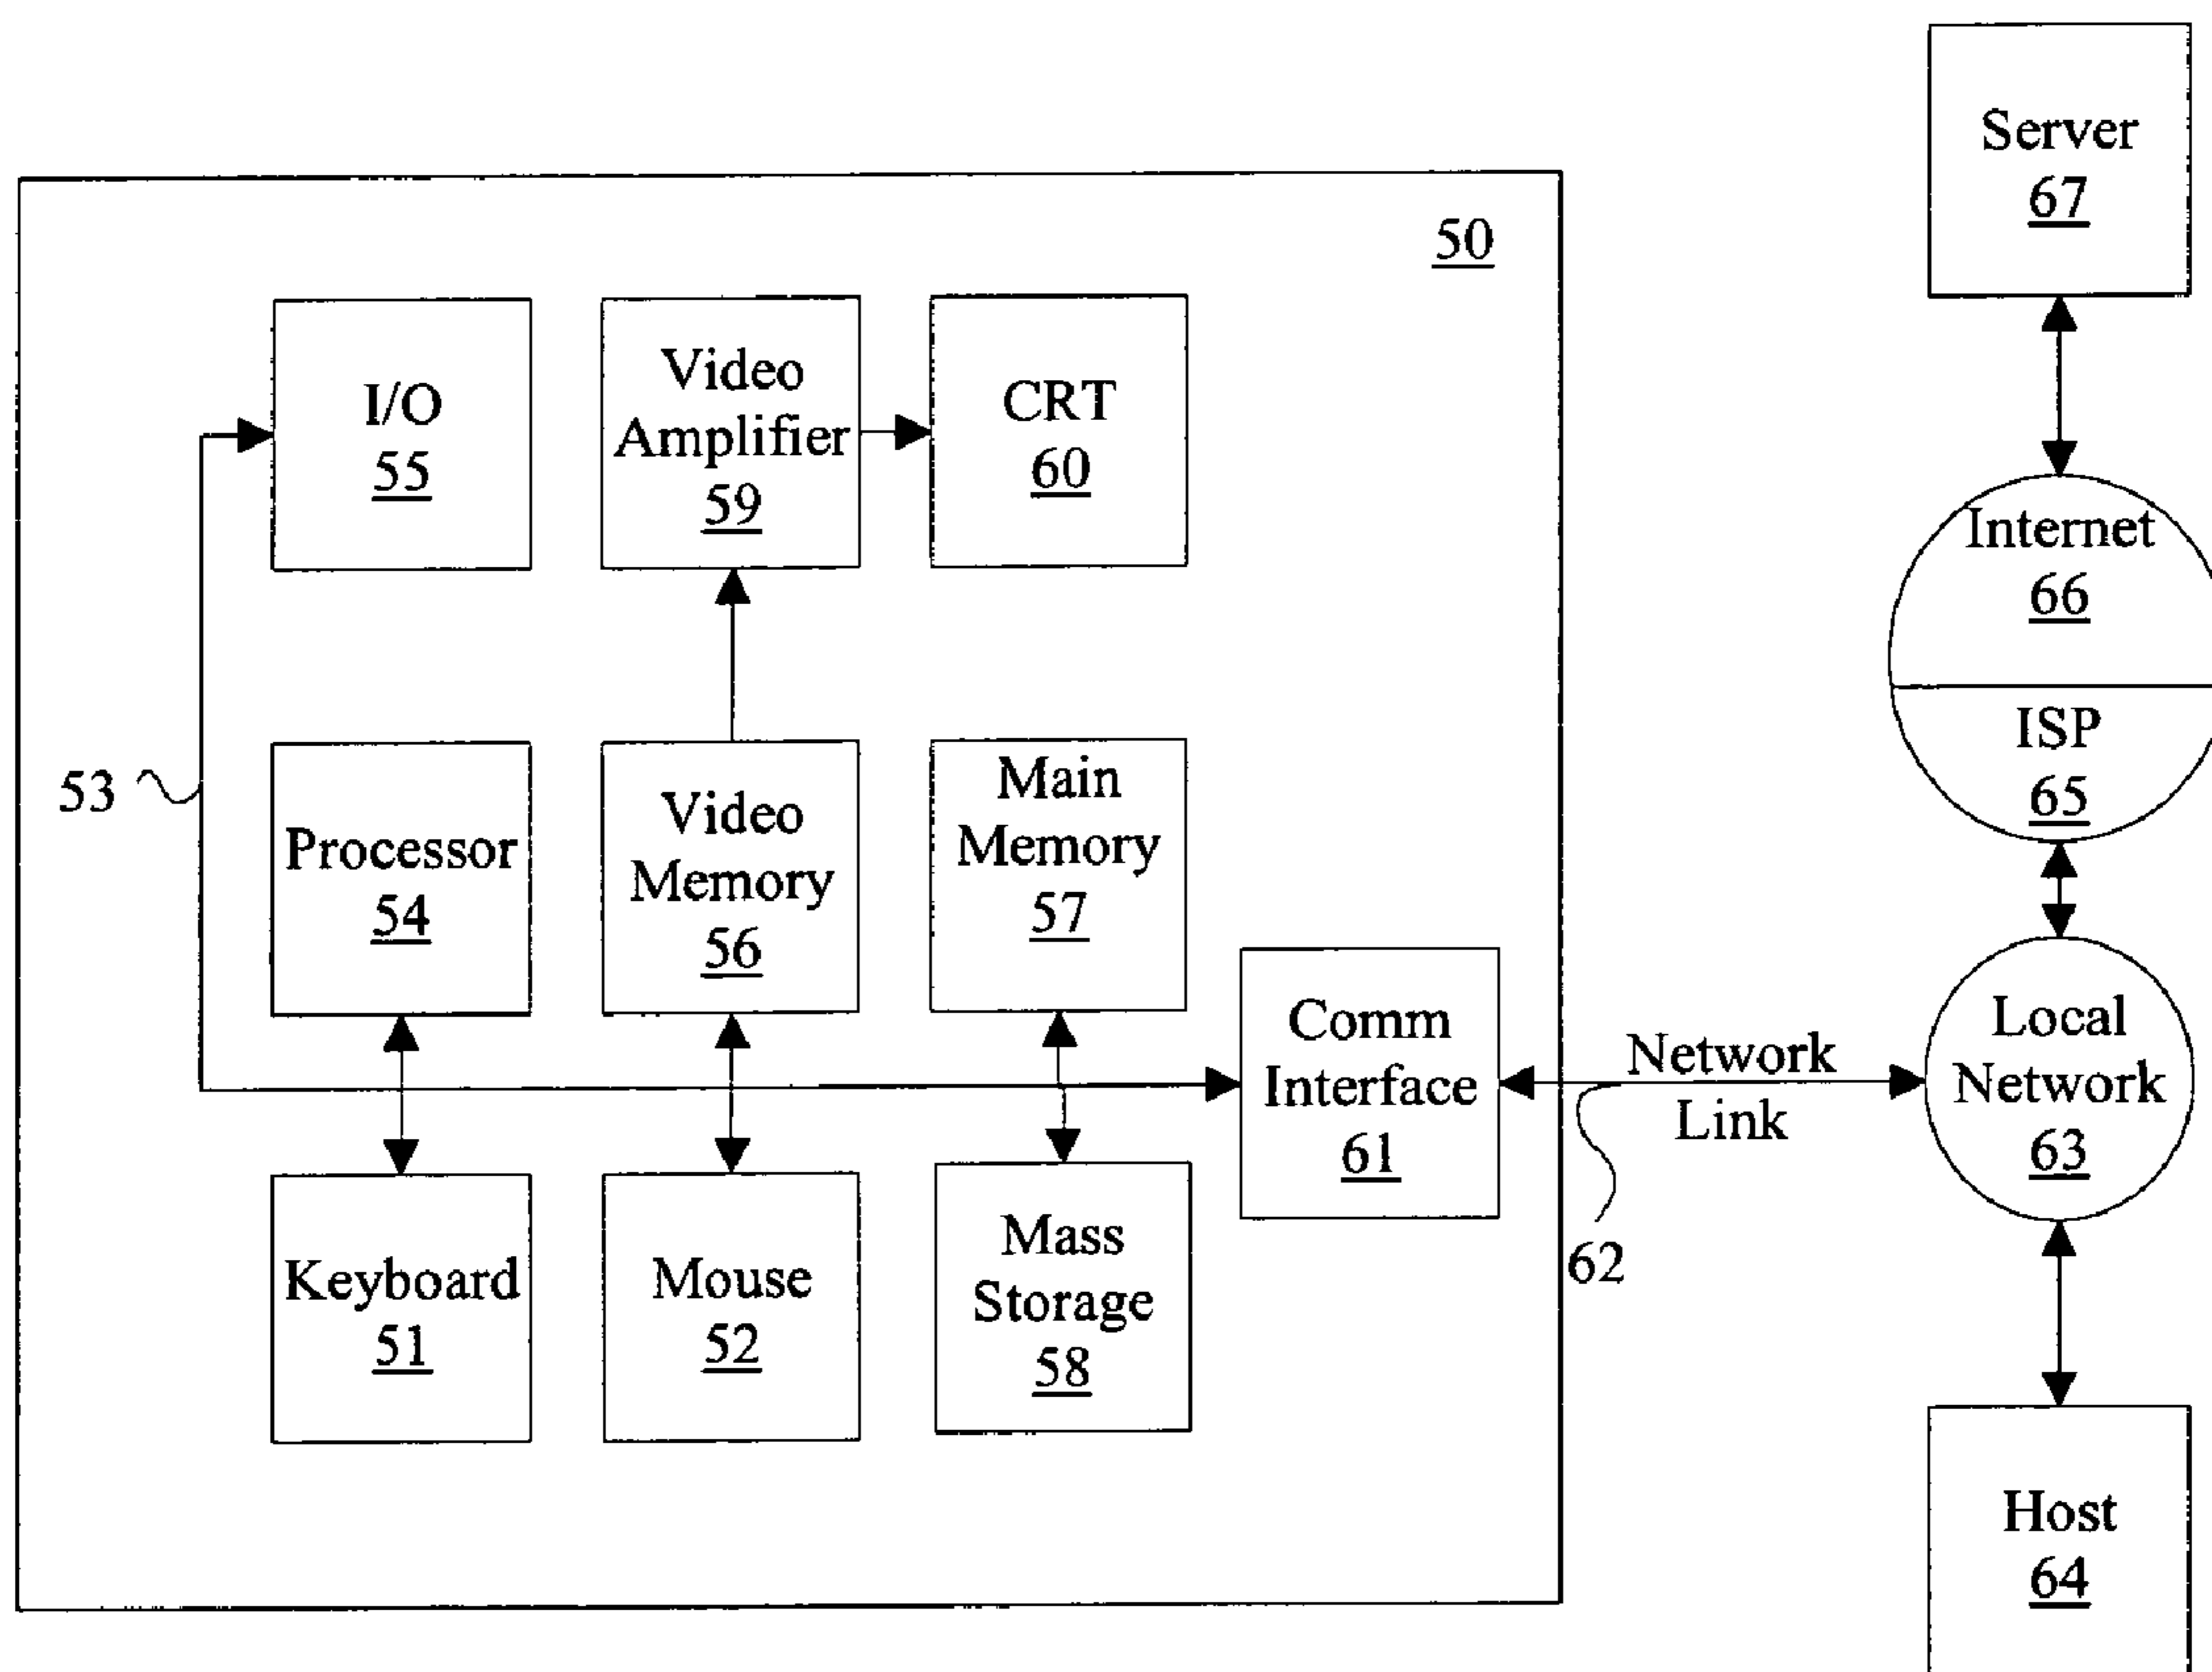 Server
67
50
I/O
55
Video
Amplifier
59
CRT
60
Internet
66
ISP
65
53
Processor
54
Video
Memory
56
Main
Memory
57
Comm
Interface
61
Network
Link
62
Local
Network
63
Keyboard
51
Mouse
52
Mass
Storage
58
Host
64